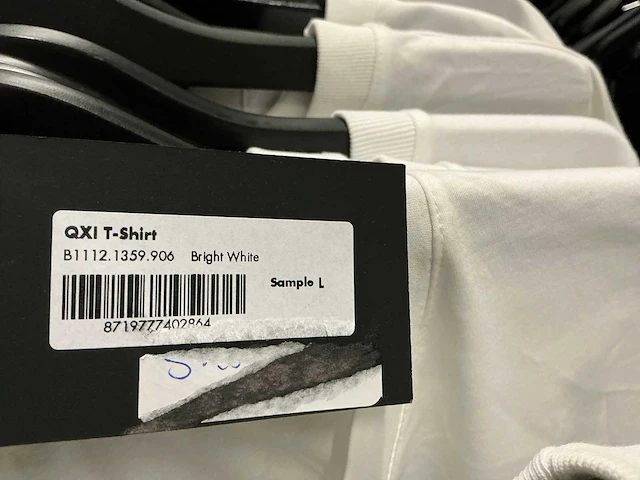 QXI T-Shirt
B1112.1359.906 Bright White
Sample L
8719777402864